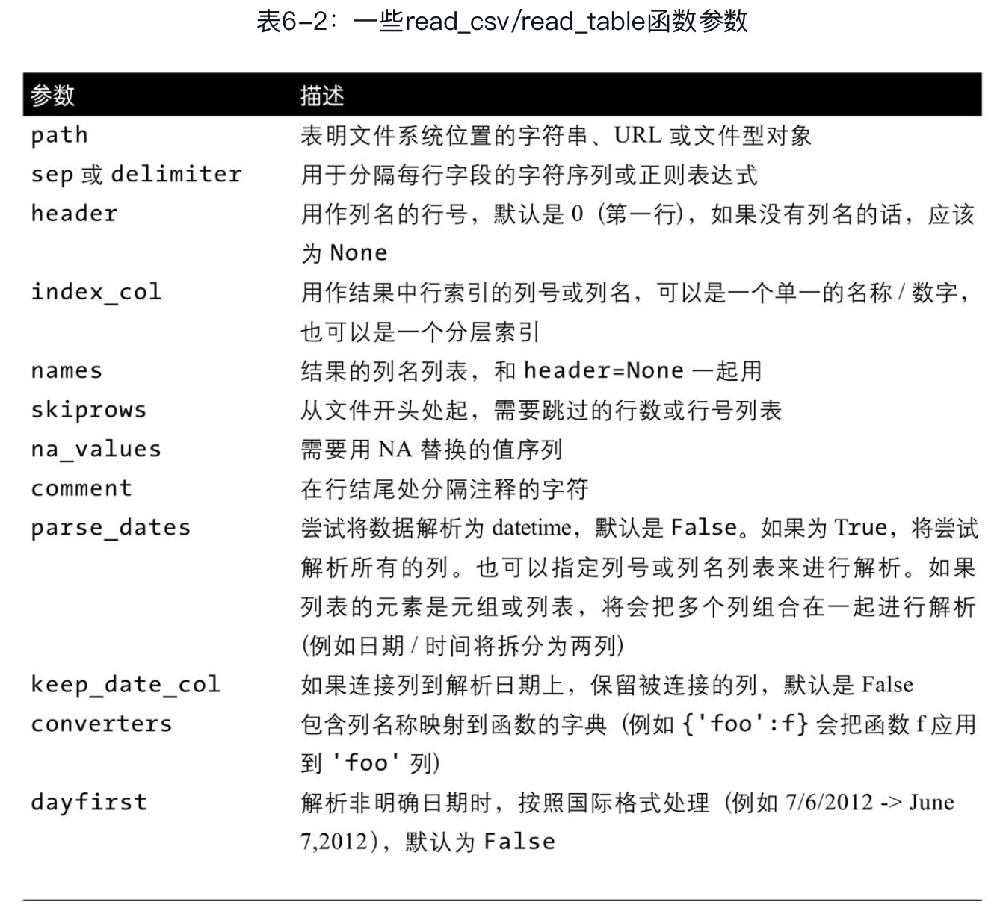 表6-2：一些read_csv/read_table函数参数
参数 描述
path 表明文件系统位置的字符串、URL 或文件型对象
sep 或 delimiter 用于分隔每行字段的字符序列或正则表达式
header 用作列名的行号，默认是 0（第一行），如果没有列名的话，应该
为 None
index_col 用作结果中行索引的列号或列名，可以是一个单一的名称 / 数字，
也可以是一个分层索引
names 结果的列名列表，和 header=None 一起用
skiprows 从文件开头处起，需要跳过的行数或行号列表
na_values 需要用 NA 替换的值序列
comment 在行结尾处分隔注释的字符
parse_dates 尝试将数据解析为 datetime，默认是 False。如果为 True，将尝试
解析所有的列。也可以指定列号或列名列表来进行解析。如果
列表的元素是元组或列表，将会把多个列组合在一起进行解析
(例如日期 / 时间将拆分为两列)
keep_date_col 如果连接列到解析日期上，保留被连接的列，默认是 False
converters 包含列名称映射到函数的字典（例如 {'foo':f} 会把函数 f 应用
到 'foo' 列)
dayfirst 解析非明确日期时，按照国际格式处理（例如 7/6/2012 -> June
7,2012），默认为 False